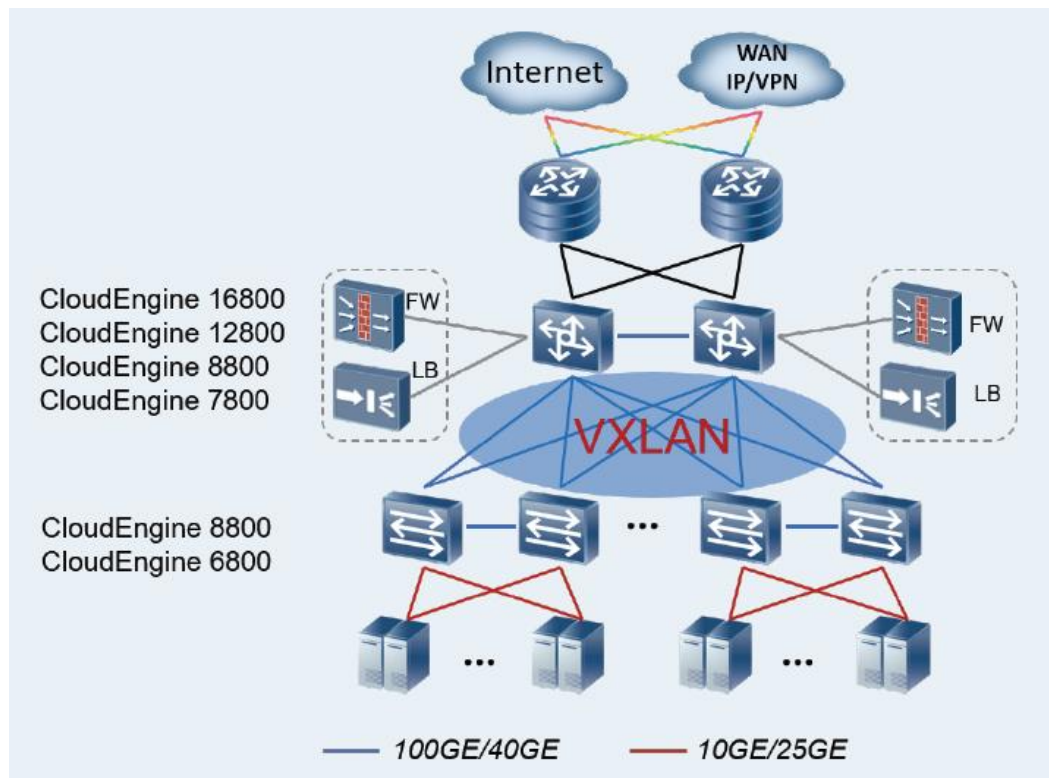 Internet
WAN
IP/VPN
CloudEngine 16800
CloudEngine 12800
CloudEngine 8800
CloudEngine 7800
FW
LB
FW
LB
VXLAN
CloudEngine 8800
CloudEngine 6800
...
... ...
100GE/40GE
10GE/25GE